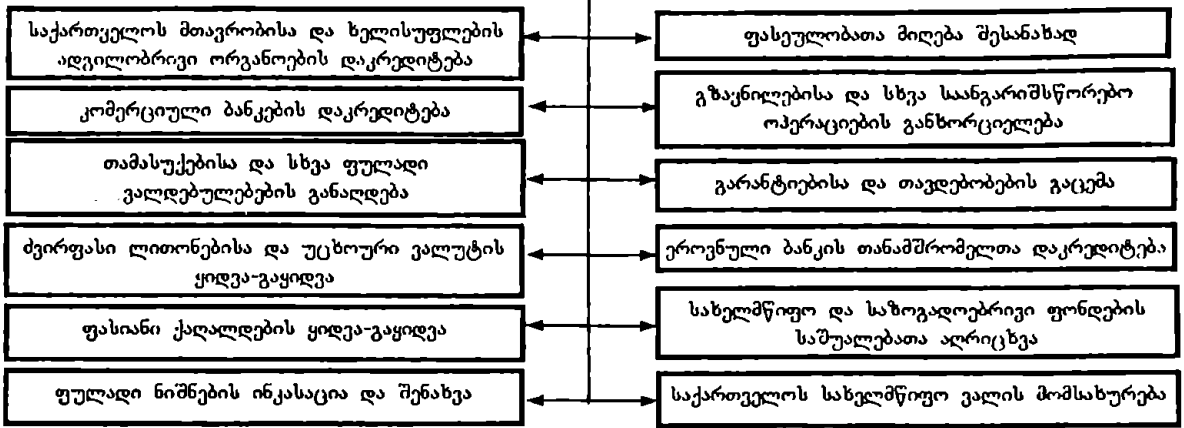 საქართველოს მთავრობისა და ხელისუფლების
ადგილობრივი ორგანოების დაკრედიტება
კომერციული ბანკების დაკრედიტება
თამასუქებისა და სხვა ფულადი
ვალდებულებების განაღდება
ძვირფასი ლითონებისა და უცხოური ვალუტის
ყიდვა-გაყიდვა
ფასიანი ქაღალდების ყიდვა-გაყიდვა
ფულადი ნიშნების ინკასაცია და შენახვა
ფასეულობათა მიღება შესანახად
გზავნილებისა და სხვა საანგარიშსწორებო
ოპერაციების განხორციელება
გარანტიებისა და თავდებობების გაცემა
ეროვნული ბანკის თანამშრომელთა დაკრედიტება
სახელმწიფო და საზოგადოებრივი ფონდების
საშუალებათა აღრიცხვა
საქართველოს სახელმწიფო ვალის მომსახურება